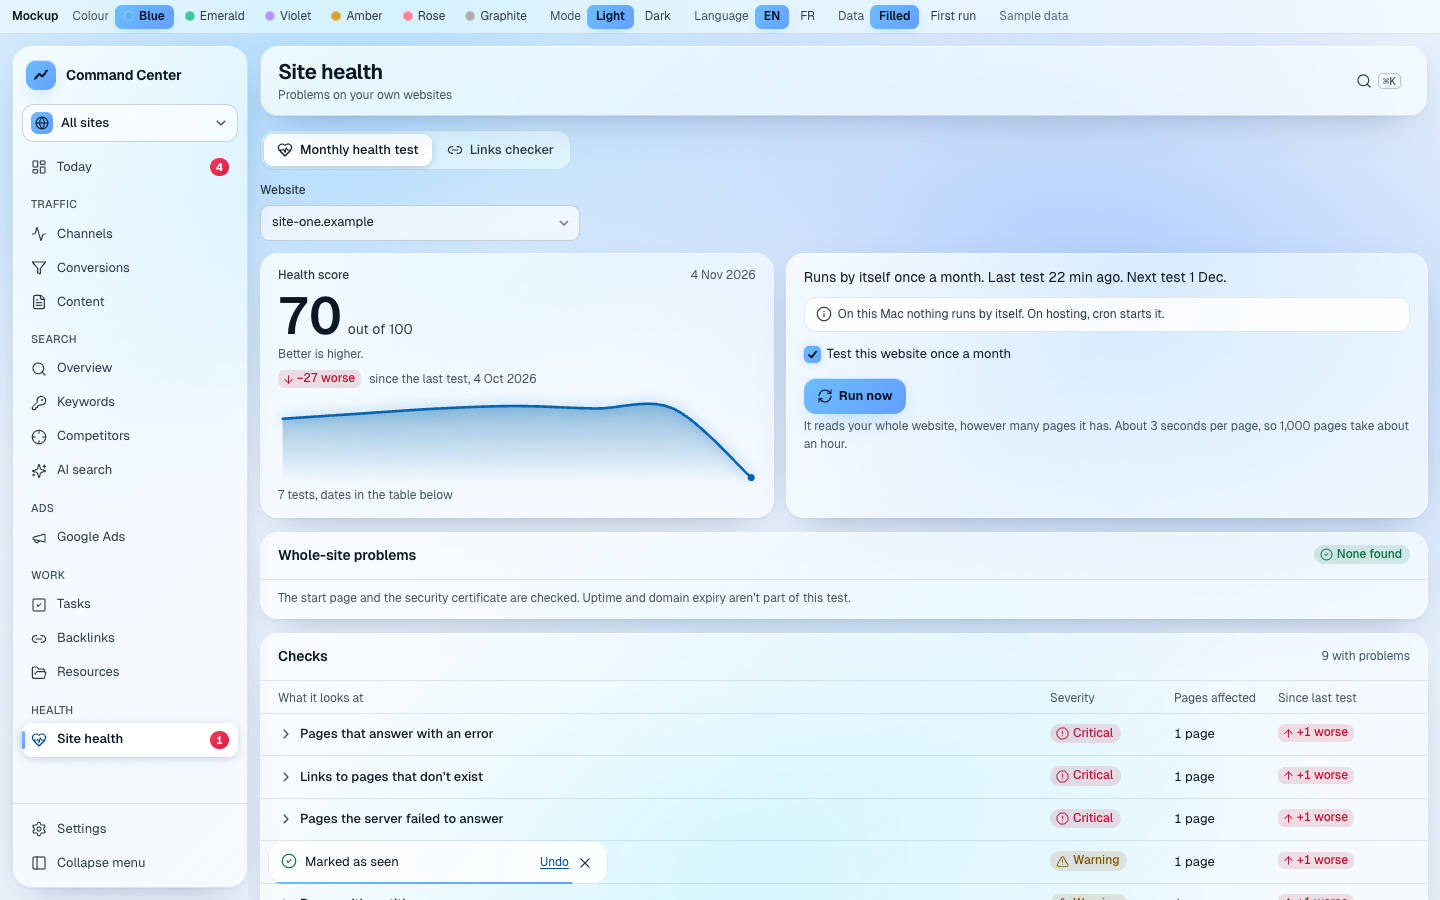 Mockup Colour Blue Emerald Violet Amber Rose Graphite Mode Light Dark Language EN FR Data Filled First run Sample data
Command Center
All sites
Today 4
TRAFFIC
Channels
Conversions
Content
SEARCH
Overview
Keywords
Competitors
AI search
ADS
Google Ads
WORK
Tasks
Backlinks
Resources
HEALTH
Site health 1
Settings
Collapse menu
Site health
Problems on your own websites
⌘K
Monthly health test Links checker
Website
site-one.example
Health score 4 Nov 2026
70 out of 100
Better is higher.
−27 worse since the last test, 4 Oct 2026
7 tests, dates in the table below
Runs by itself once a month. Last test 22 min ago. Next test 1 Dec.
On this Mac nothing runs by itself. On hosting, cron starts it.
Test this website once a month
Run now
It reads your whole website, however many pages it has. About 3 seconds per page, so 1,000 pages take about
an hour.
Whole-site problems None found
The start page and the security certificate are checked. Uptime and domain expiry aren't part of this test.
Checks 9 with problems
What it looks at Severity Pages affected Since last test
Pages that answer with an error Critical 1 page +1 worse
Links to pages that don't exist Critical 1 page +1 worse
Pages the server failed to answer Critical 1 page +1 worse
Marked as seen Undo Warning 1 page +1 worse